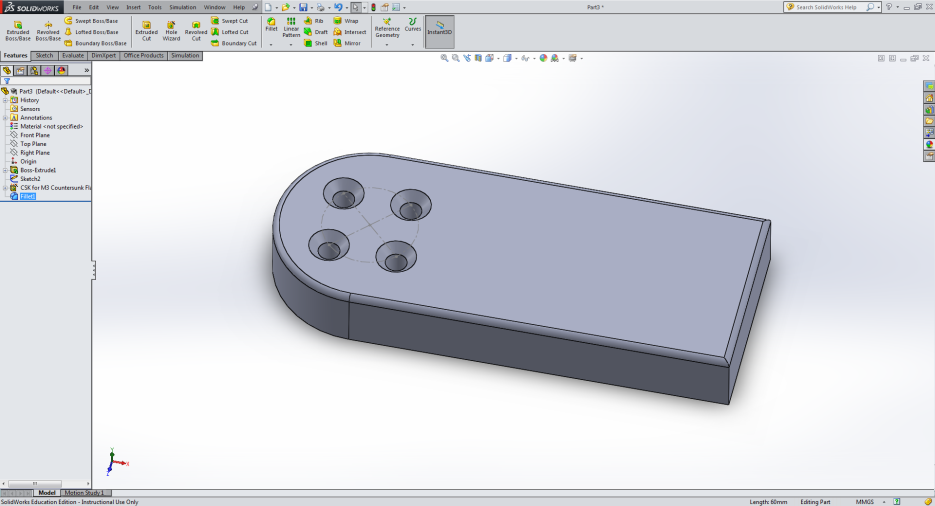 SOLIDWORKS File Edit View Insert Tools Simulation Window Help Part3 * Search SolidWorks Help
Extruded Boss/Base
Revolved Boss/Base
Swept Boss/Base
Lofted Boss/Base
Boundary Boss/Base
Extruded Cut
Hole Wizard
Revolved Cut
Swept Cut
Lofted Cut
Boundary Cut
Fillet
Linear Pattern
Rib
Draft
Shell
Wrap
Intersect
Mirror
Reference Geometry
Curves
Instant3D
Features Sketch Evaluate DimXpert Office Products Simulation
Part3 (Default<<Default>_D
History
Sensors
Annotations
Material <not specified>
Front Plane
Top Plane
Right Plane
Origin
Boss-Extrude1
Sketch2
CSK for M3 Countersunk Fla
Fillet1
Model Motion Study 1
SolidWorks Education Edition - Instructional Use Only Length: 60mm Editing Part MMGS